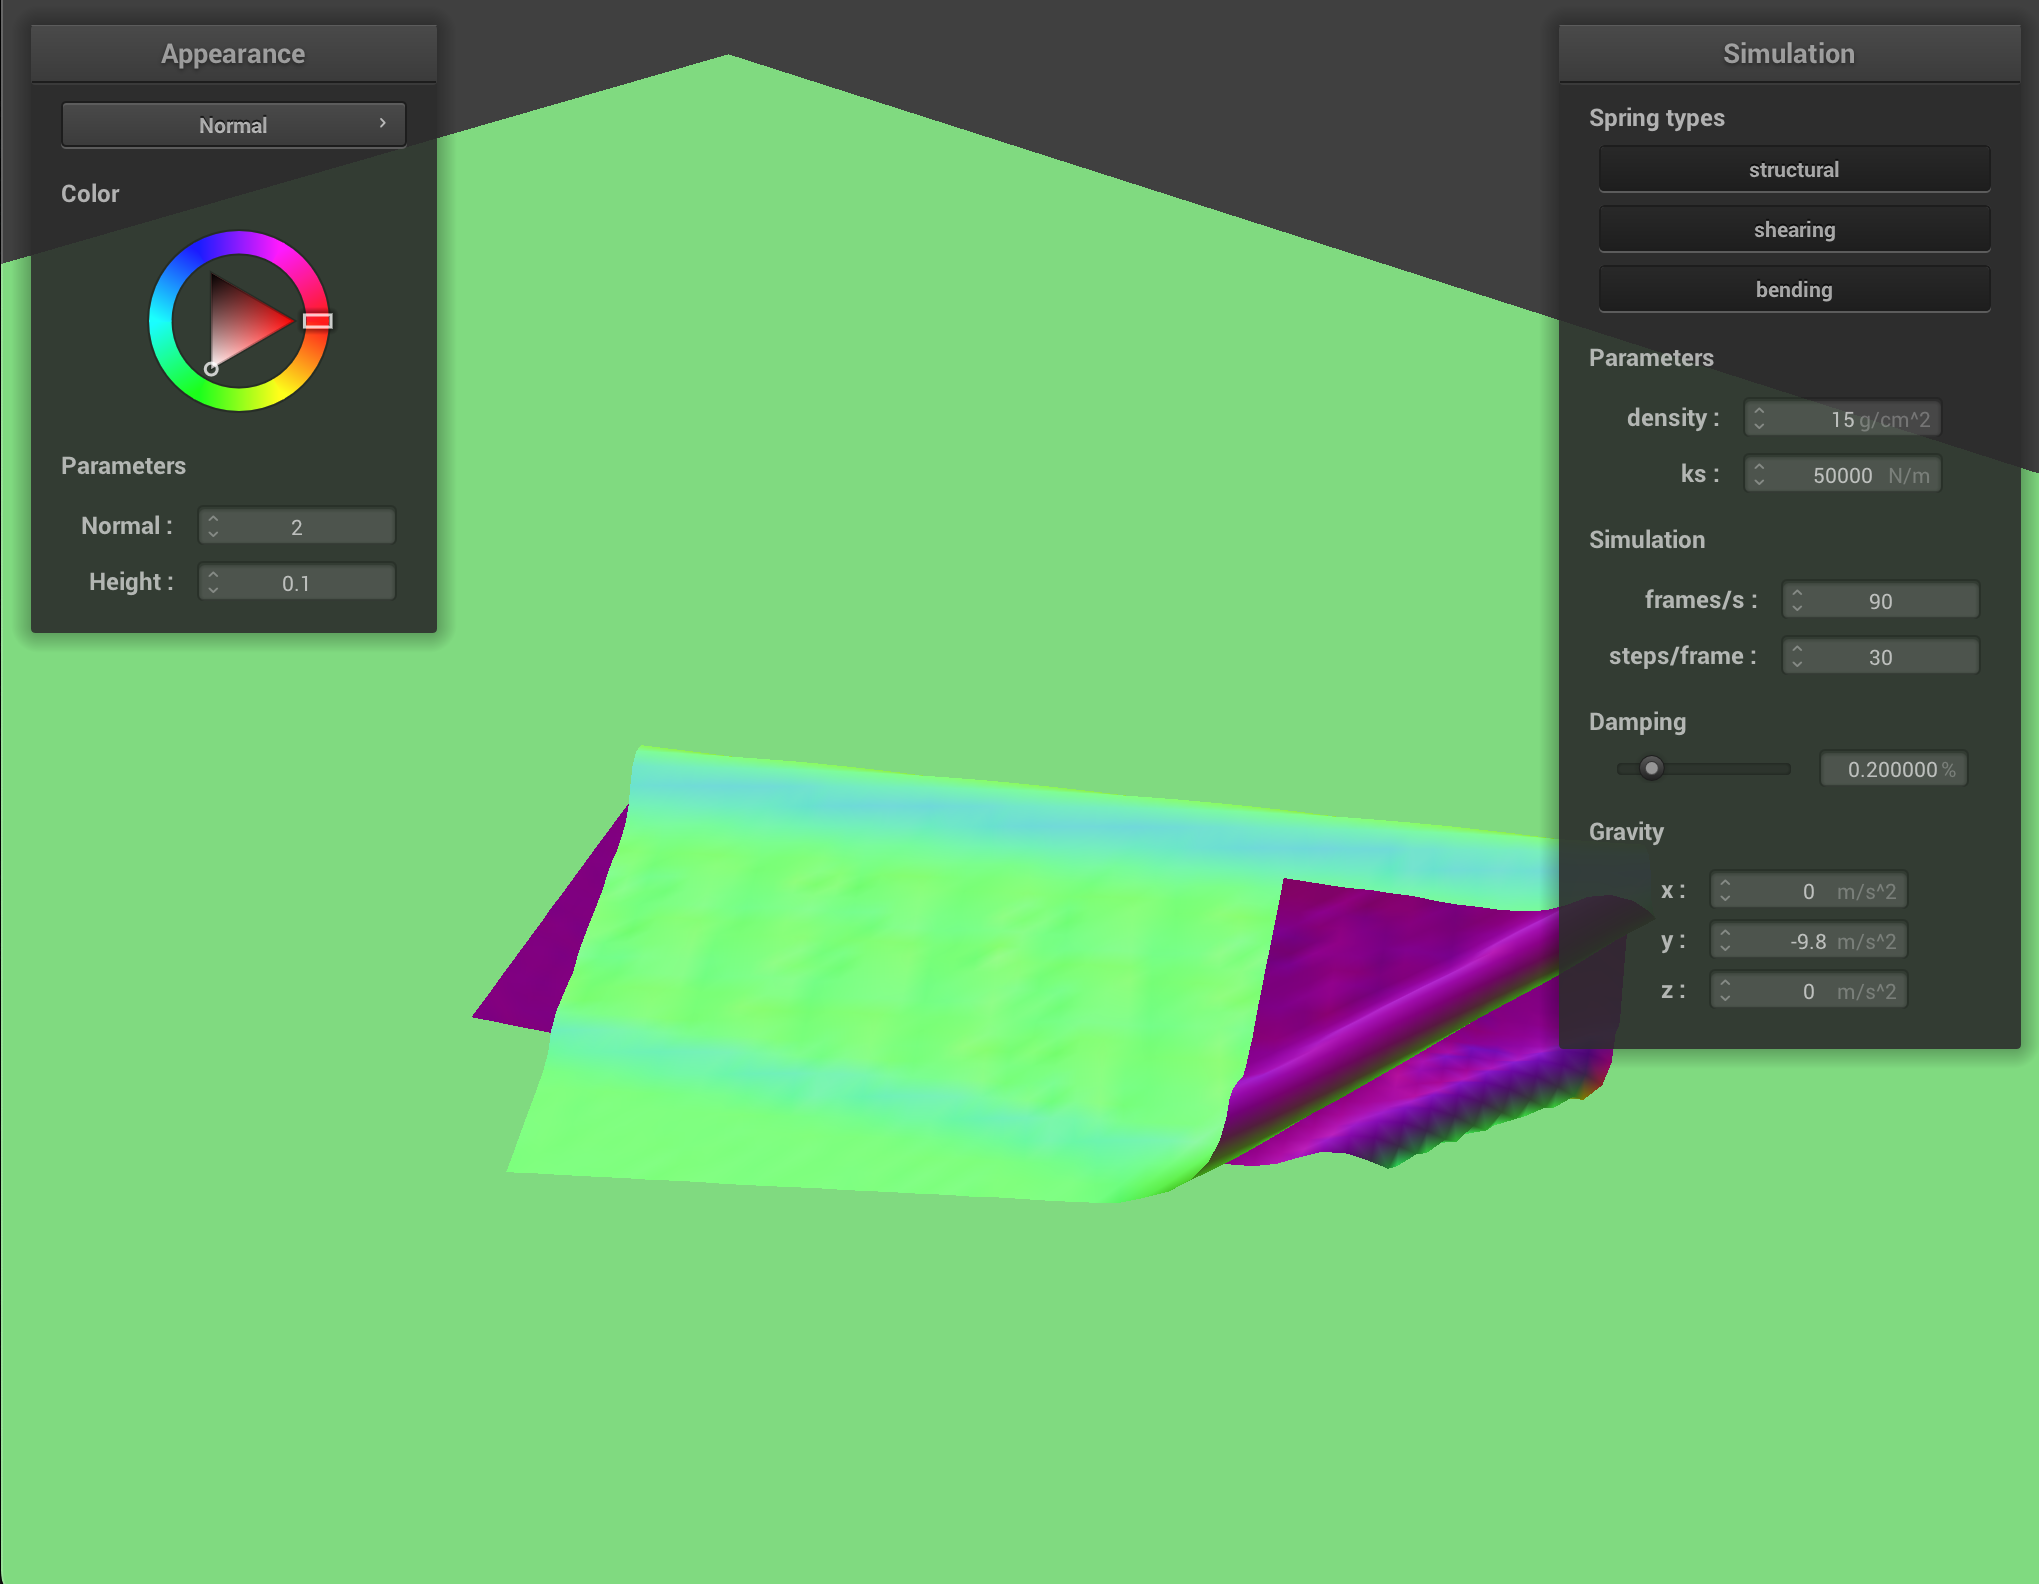 Appearance
Normal
Color
Parameters
Normal : 2
Height : 0.1
Simulation
Spring types
structural
shearing
bending
Parameters
density : 15 g/cm^2
ks : 50000 N/m
Simulation
frames/s : 90
steps/frame : 30
Damping
0.200000 %
Gravity
x : 0 m/s^2
y : -9.8 m/s^2
z : 0 m/s^2